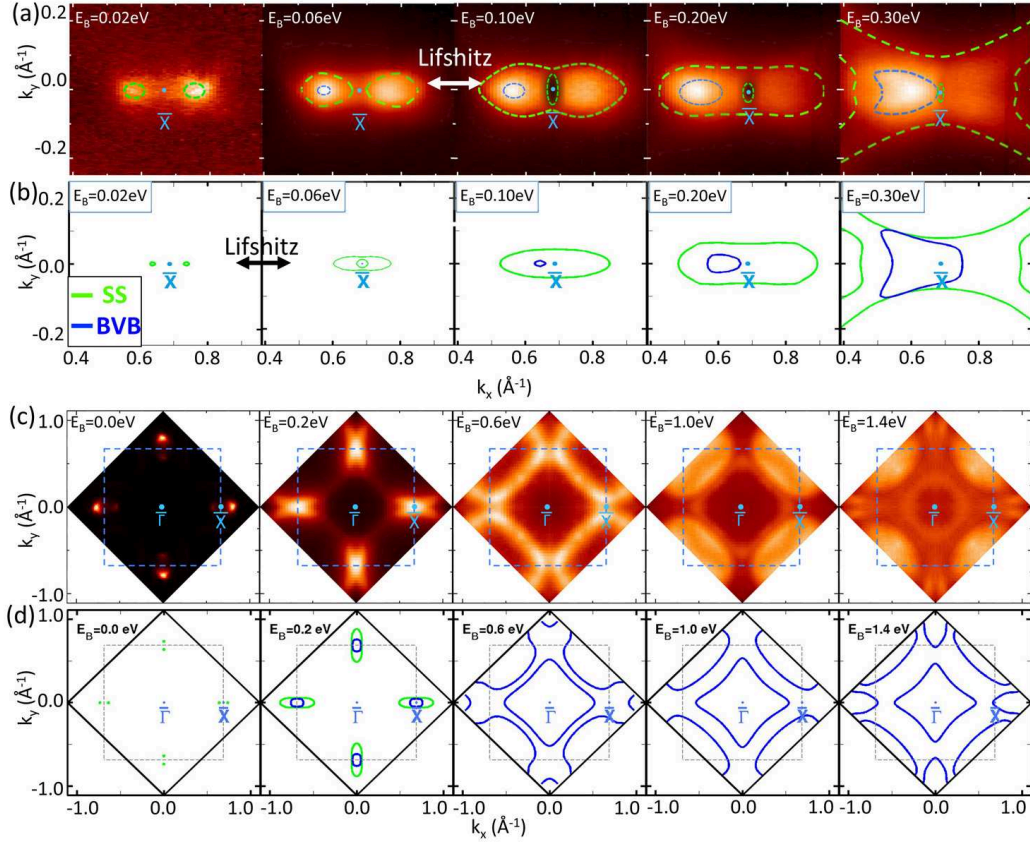 (a)
E_B=0.02eV E_B=0.06eV E_B=0.10eV E_B=0.20eV E_B=0.30eV
Lifshitz
0.2
0.0
-0.2
k_y (Å⁻¹)
X̄ X̄ X̄ X̄ X̄
(b)
E_B=0.02eV E_B=0.06eV E_B=0.10eV E_B=0.20eV E_B=0.30eV
Lifshitz
0.2
0.0
-0.2
k_y (Å⁻¹)
X̄ X̄ X̄ X̄ X̄
SS
BVB
0.4 0.6 0.8 0.4 0.6 0.8 0.4 0.6 0.8 0.4 0.6 0.8 0.4 0.6 0.8
k_x (Å⁻¹)
(c)
E_B=0.0eV E_B=0.2eV E_B=0.6eV E_B=1.0eV E_B=1.4eV
1.0
0.0
-1.0
k_y (Å⁻¹)
Γ̄ X̄ Γ̄ X̄ Γ̄ X̄ Γ̄ X̄ Γ̄ X̄
(d)
E_B=0.0 eV E_B=0.2 eV E_B=0.6 eV E_B=1.0 eV E_B=1.4 eV
1.0
0.0
-1.0
k_y (Å⁻¹)
Γ̄ X̄ Γ̄ X̄ Γ̄ X̄ Γ̄ X̄ Γ̄ X̄
-1.0 0.0 1.0 -1.0 0.0 1.0 -1.0 0.0 1.0 -1.0 0.0 1.0 -1.0 0.0 1.0
k_x (Å⁻¹)